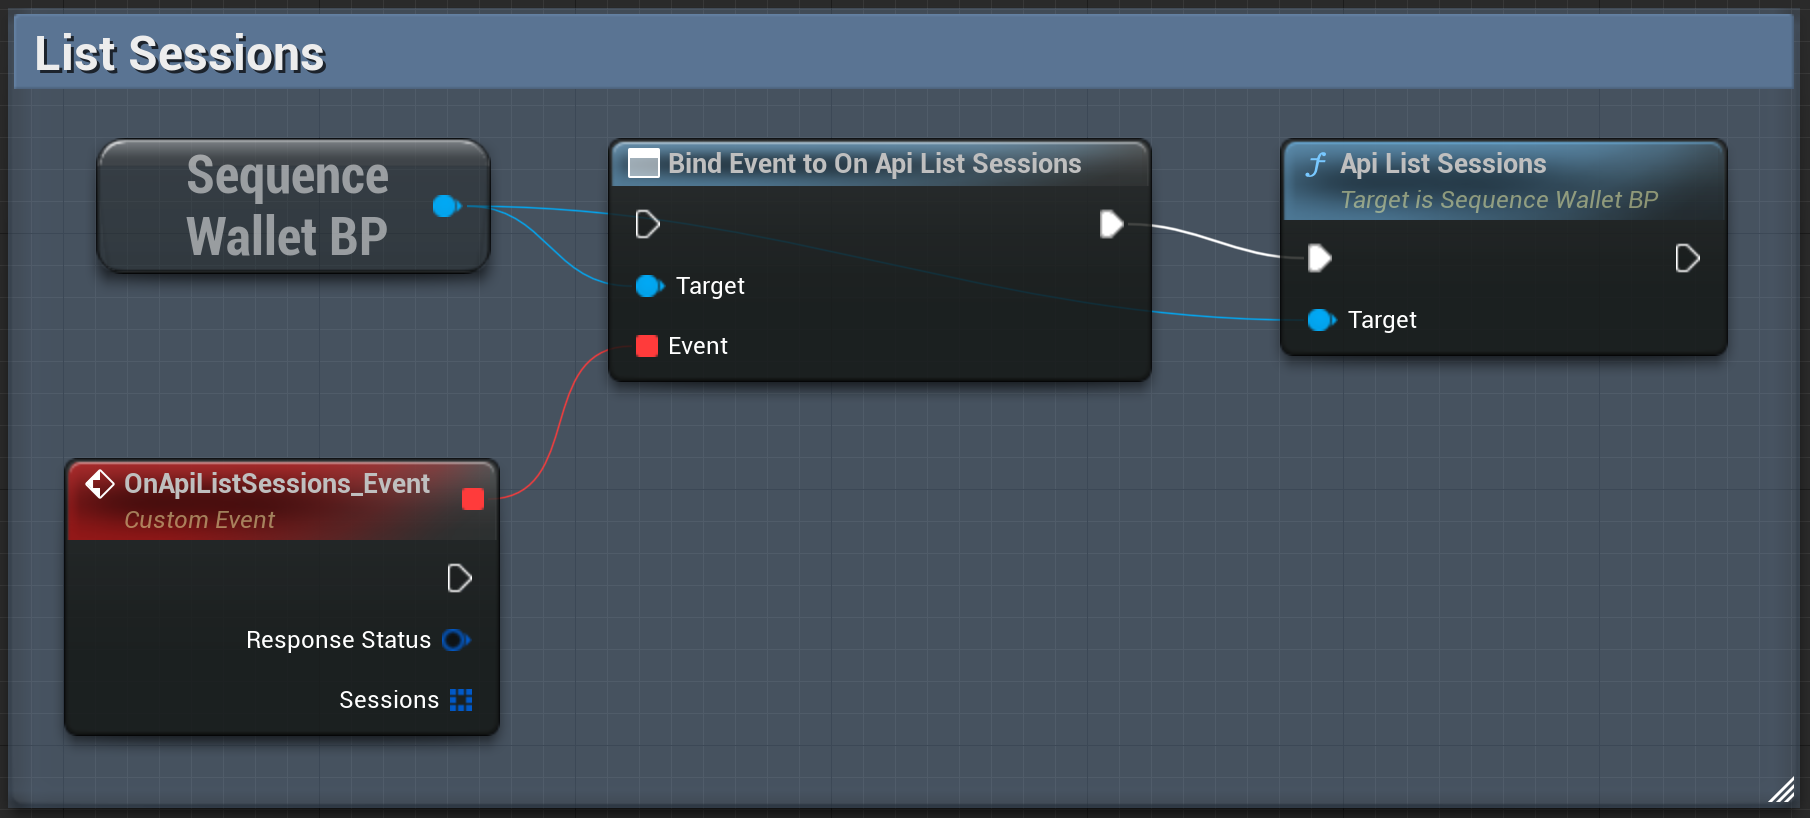 List Sessions
Sequence
Wallet BP
Bind Event to On Api List Sessions
Target
Event
f Api List Sessions
Target is Sequence Wallet BP
Target
OnApiListSessions_Event
Custom Event
Response Status
Sessions